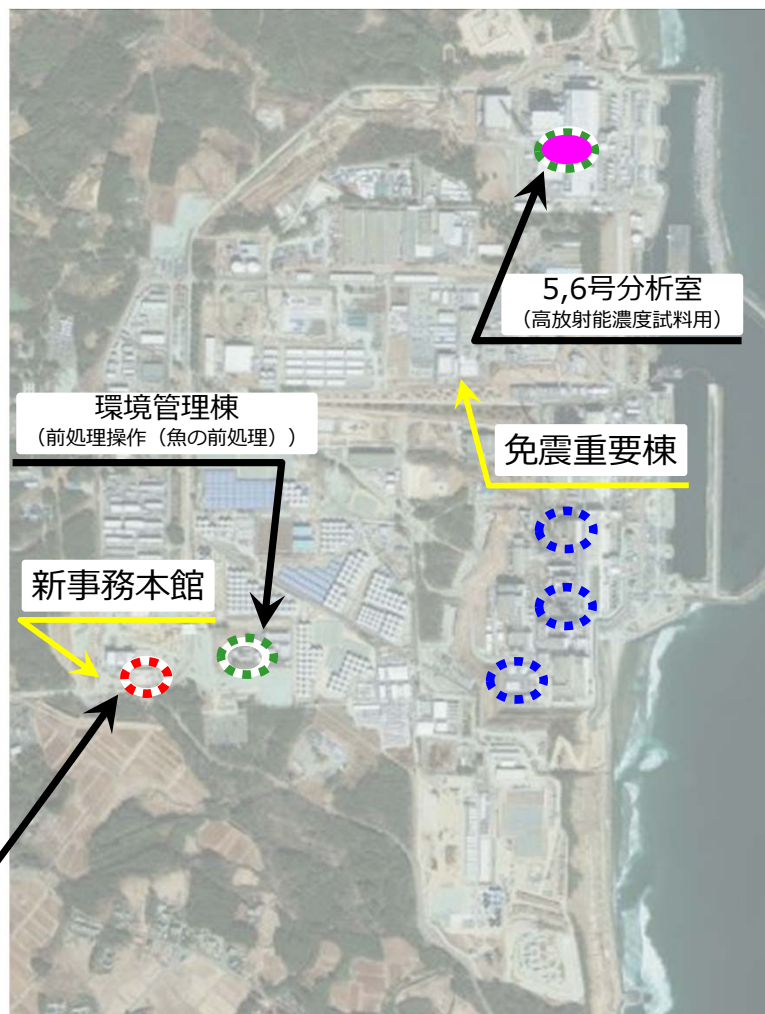 5,6号分析室
（高放射能濃度試料用）
環境管理棟
（前処理操作（魚の前処理））
免震重要棟
新事務本館